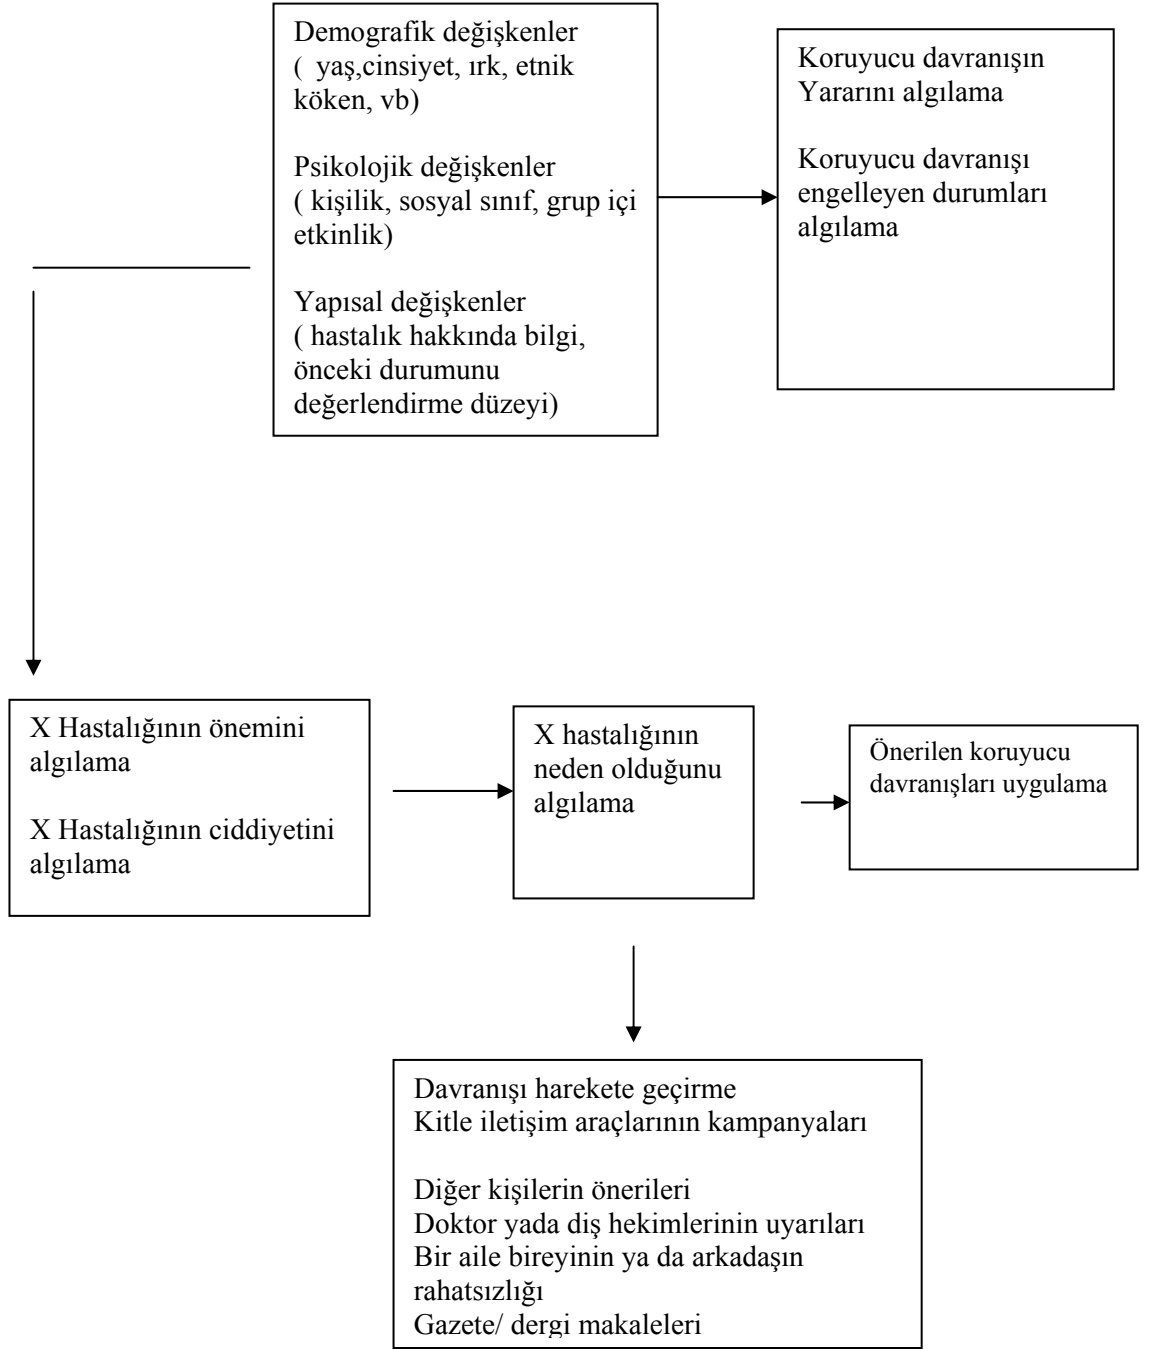 Demografik değişkenler
( yaş,cinsiyet, ırk, etnik
köken, vb)
Psikolojik değişkenler
( kişilik, sosyal sınıf, grup içi
etkinlik)
Yapısal değişkenler
( hastalık hakkında bilgi,
önceki durumunu
değerlendirme düzeyi)
Koruyucu davranışın
Yararını algılama
Koruyucu davranışı
engelleyen durumları
algılama
X Hastalığının önemini
algılama
X Hastalığının ciddiyetini
algılama
X hastalığının
neden olduğunu
algılama
Önerilen koruyucu
davranışları uygulama
Davranışı harekete geçirme
Kitle iletişim araçlarının kampanyaları
Diğer kişilerin önerileri
Doktor yada diş hekimlerinin uyarıları
Bir aile bireyinin ya da arkadaşın
rahatsızlığı
Gazete/ dergi makaleleri